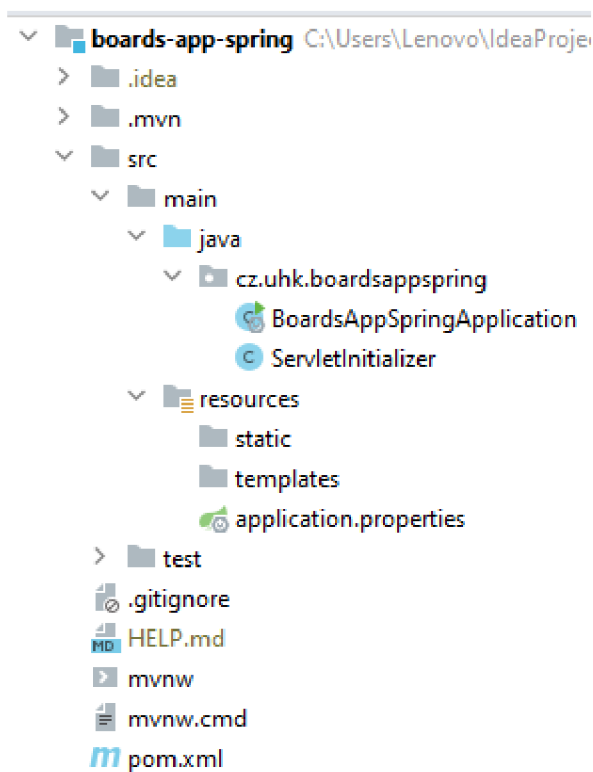 boards-app-spring C:\Users\Lenovo\IdeaProje
.idea
.mvn
src
main
java
cz.uhk.boardsappspring
C BoardsAppSpringApplication
C ServletInitializer
resources
static
templates
application.properties
test
.gitignore
MD HELP.md
mvnw
mvnw.cmd
m pom.xml